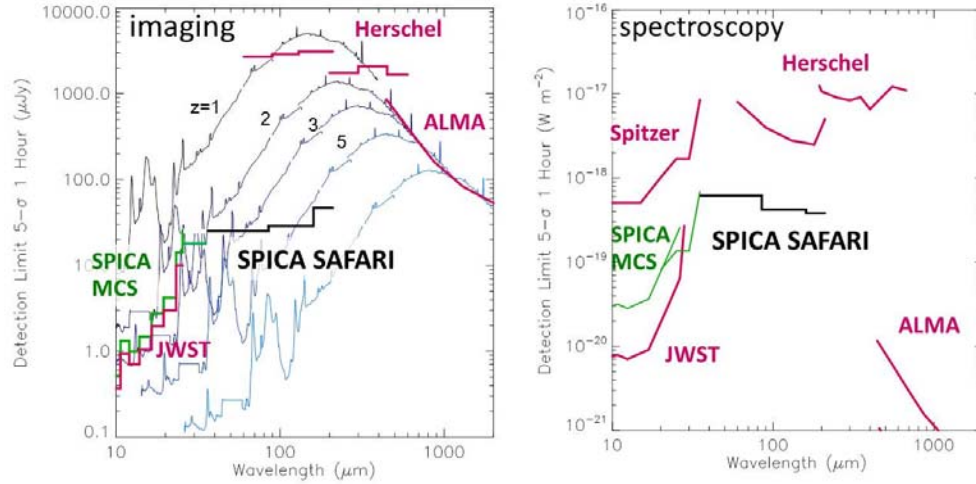 imaging
Herschel
z=1
2
3
5
ALMA
SPICA
MCS
SPICA SAFARI
JWST
10000.0
1000.0
100.0
10.0
1.0
0.1
10
100
1000
Detection Limit 5-σ 1 Hour (μJy)
Wavelength (μm)
spectroscopy
Herschel
Spitzer
SPICA
MCS
SPICA SAFARI
JWST
ALMA
10⁻¹⁶
10⁻¹⁷
10⁻¹⁸
10⁻¹⁹
10⁻²⁰
10⁻²¹
10
100
1000
Detection Limit 5-σ 1 Hour (W m⁻²)
Wavelength (μm)